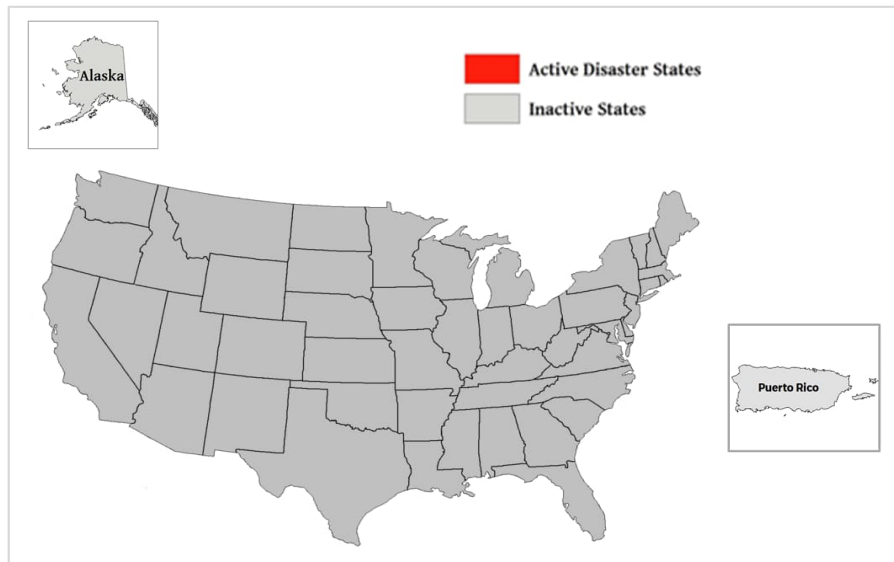 Alaska
Active Disaster States
Inactive States
Puerto Rico